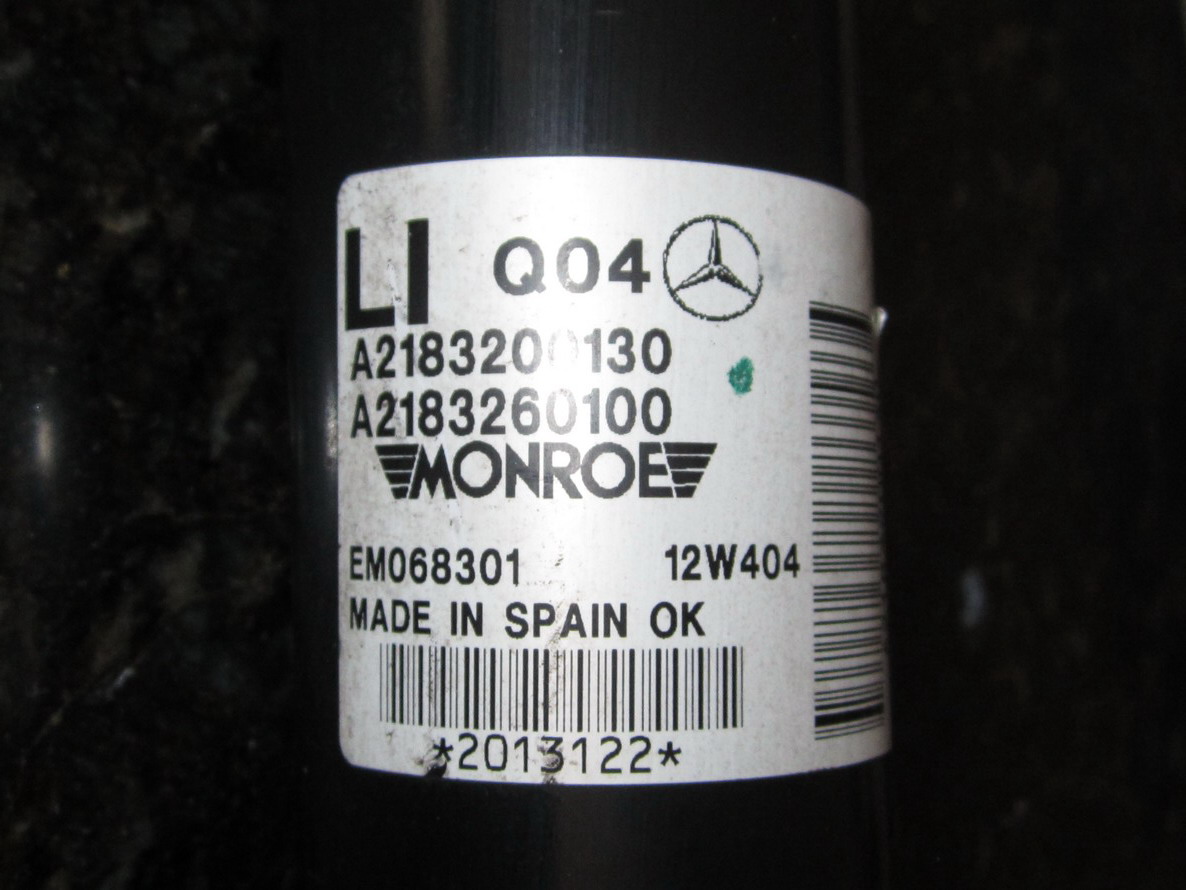 LI Q04
A2183200130
A2183260100
MONROE
EM068301 12W404
MADE IN SPAIN OK
*2013122*